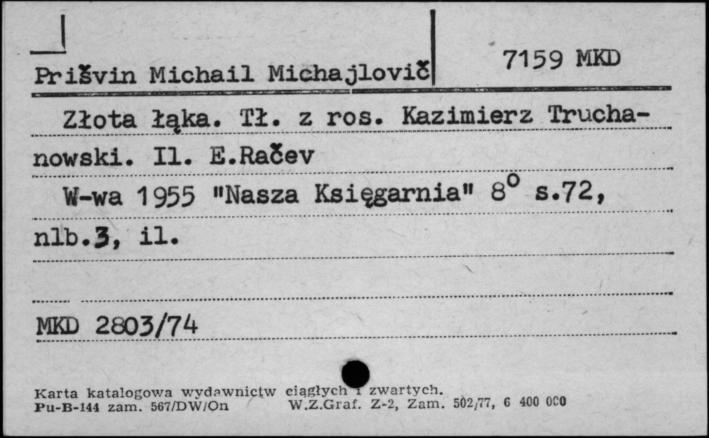 Prišvin Michail Michajlovič
7159 MKD
Złota łąka. Tł. z ros. Kazimierz Trucha-
nowski. Il. E.Račev
W-wa 1955 "Nasza Księgarnia" 8° s.72,
nlb.3, il.
MKD 2803/74
Karta katalogowa wydawnictw ciągłych i zwartych.
Pu-B-144 zam. 567/DW/On W.Z.Graf. Z-2, Zam. 502/77, 6 400 000